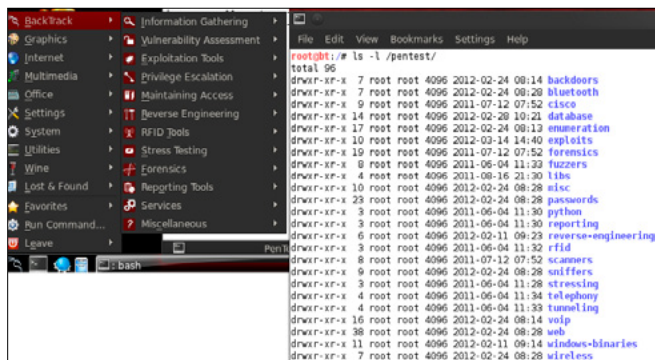 BackTrack
Graphics
Internet
Multimedia
Office
Settings
System
Utilities
Wine
Lost & Found
Favorites
Run Command...
Leave
Information Gathering
Vulnerability Assessment
Exploitation Tools
Privilege Escalation
Maintaining Access
Reverse Engineering
RFID Tools
Stress Testing
Forensics
Reporting Tools
Services
Miscellaneous
PenT
: bash
File Edit View Bookmarks Settings Help
root@bt:/# ls -l /pentest/
total 96
drwxr-xr-x 7 root root 4096 2012-02-24 08:14 backdoors
drwxr-xr-x 7 root root 4096 2012-02-24 08:28 bluetooth
drwxr-xr-x 9 root root 4096 2011-07-12 07:52 cisco
drwxr-xr-x 14 root root 4096 2012-02-28 10:21 database
drwxr-xr-x 17 root root 4096 2012-02-24 08:13 enumeration
drwxr-xr-x 10 root root 4096 2012-03-14 14:40 exploits
drwxr-xr-x 19 root root 4096 2011-07-12 07:52 forensics
drwxr-xr-x 8 root root 4096 2011-06-04 11:33 fuzzers
drwxr-xr-x 4 root root 4096 2011-08-16 21:30 libs
drwxr-xr-x 10 root root 4096 2012-02-24 08:28 misc
drwxr-xr-x 23 root root 4096 2012-02-24 08:28 passwords
drwxr-xr-x 3 root root 4096 2011-06-04 11:30 python
drwxr-xr-x 3 root root 4096 2011-06-04 11:30 reporting
drwxr-xr-x 6 root root 4096 2012-02-11 09:23 reverse-engineering
drwxr-xr-x 3 root root 4096 2011-06-04 11:32 rfid
drwxr-xr-x 8 root root 4096 2011-07-12 07:52 scanners
drwxr-xr-x 9 root root 4096 2012-02-24 08:28 sniffers
drwxr-xr-x 3 root root 4096 2011-06-04 11:28 stressing
drwxr-xr-x 4 root root 4096 2011-06-04 11:34 telephony
drwxr-xr-x 4 root root 4096 2011-06-04 11:33 tunneling
drwxr-xr-x 16 root root 4096 2012-02-24 08:14 voip
drwxr-xr-x 38 root root 4096 2012-02-24 08:28 web
drwxr-xr-x 11 root root 4096 2012-02-11 09:14 windows-binaries
drwxr-xr-x 7 root root 4096 2012-02-24 08:28 wireless